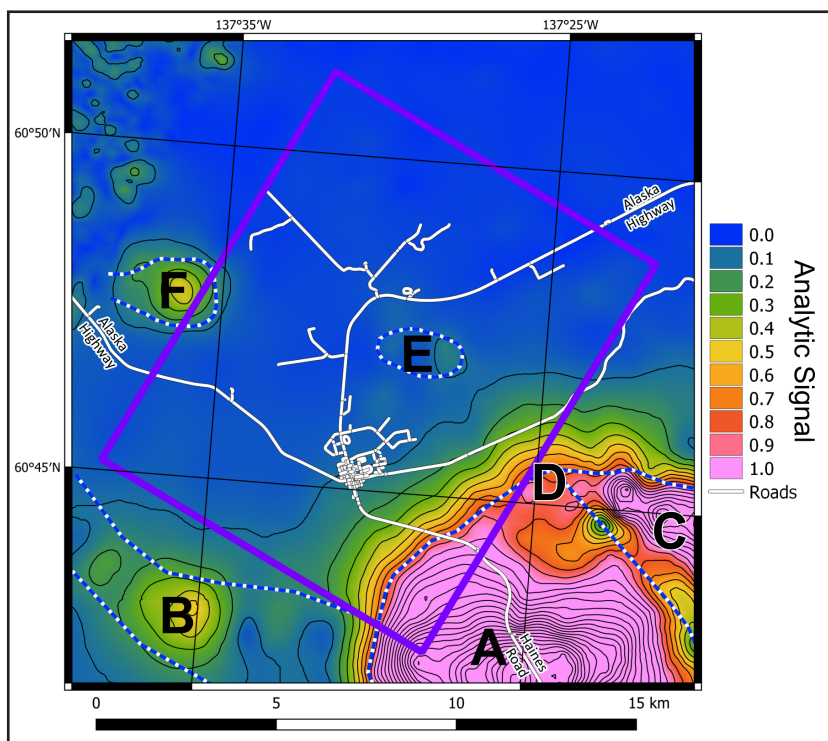 137°35'W
137°25'W
60°50'N
Alaska
Highway
F
Alaska
Highway
E
60°45'N
D
C
B
A
Haines
Road
0.0
0.1
0.2
0.3
0.4
0.5
0.6
0.7
0.8
0.9
1.0
Roads
Analytic Signal
0
5
10
15 km